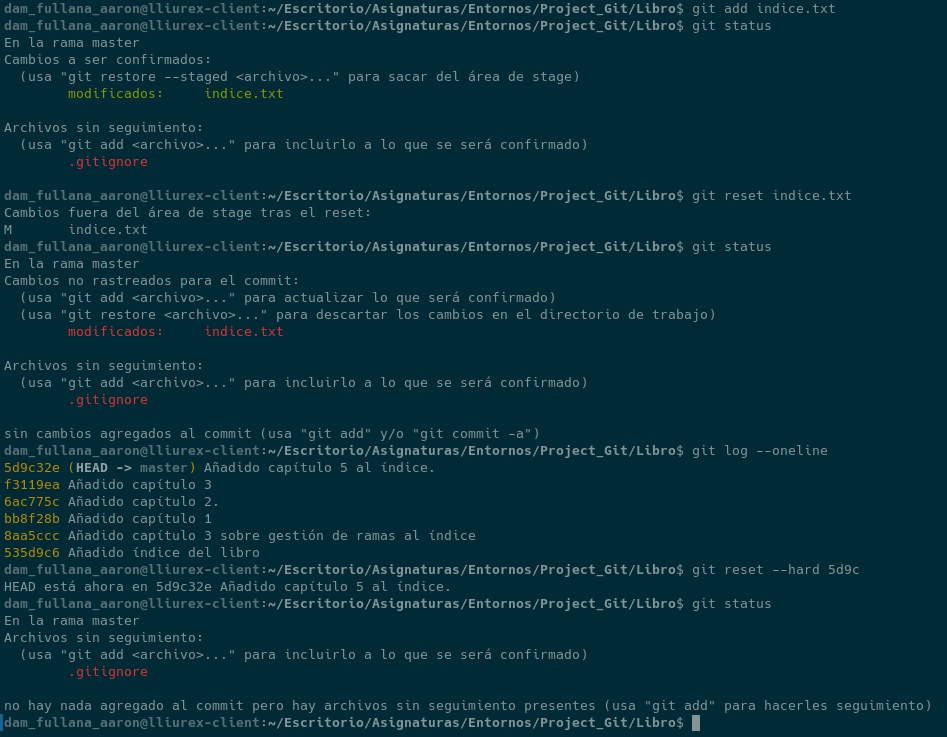 dam_fullana_aaron@lliurex-client:~/Escritorio/Asignaturas/Entornos/Project_Git/Libro$ git add indice.txt
dam_fullana_aaron@lliurex-client:~/Escritorio/Asignaturas/Entornos/Project_Git/Libro$ git status
En la rama master
Cambios a ser confirmados:
  (usa "git restore --staged <archivo>..." para sacar del área de stage)
        modificados:     indice.txt

Archivos sin seguimiento:
  (usa "git add <archivo>..." para incluirlo a lo que se será confirmado)
        .gitignore

dam_fullana_aaron@lliurex-client:~/Escritorio/Asignaturas/Entornos/Project_Git/Libro$ git reset indice.txt
Cambios fuera del área de stage tras el reset:
M       indice.txt
dam_fullana_aaron@lliurex-client:~/Escritorio/Asignaturas/Entornos/Project_Git/Libro$ git status
En la rama master
Cambios no rastreados para el commit:
  (usa "git add <archivo>..." para actualizar lo que será confirmado)
  (usa "git restore <archivo>..." para descartar los cambios en el directorio de trabajo)
        modificados:     indice.txt

Archivos sin seguimiento:
  (usa "git add <archivo>..." para incluirlo a lo que se será confirmado)
        .gitignore

sin cambios agregados al commit (usa "git add" y/o "git commit -a")
dam_fullana_aaron@lliurex-client:~/Escritorio/Asignaturas/Entornos/Project_Git/Libro$ git log --oneline
5d9c32e (HEAD -> master) Añadido capítulo 5 al índice.
f3119ea Añadido capítulo 3
6ac775c Añadido capítulo 2.
bb8f28b Añadido capítulo 1
8aa5ccc Añadido capítulo 3 sobre gestión de ramas al índice
535d9c6 Añadido índice del libro
dam_fullana_aaron@lliurex-client:~/Escritorio/Asignaturas/Entornos/Project_Git/Libro$ git reset --hard 5d9c
HEAD está ahora en 5d9c32e Añadido capítulo 5 al índice.
dam_fullana_aaron@lliurex-client:~/Escritorio/Asignaturas/Entornos/Project_Git/Libro$ git status
En la rama master
Archivos sin seguimiento:
  (usa "git add <archivo>..." para incluirlo a lo que se será confirmado)
        .gitignore

no hay nada agregado al commit pero hay archivos sin seguimiento presentes (usa "git add" para hacerles seguimiento)
dam_fullana_aaron@lliurex-client:~/Escritorio/Asignaturas/Entornos/Project_Git/Libro$